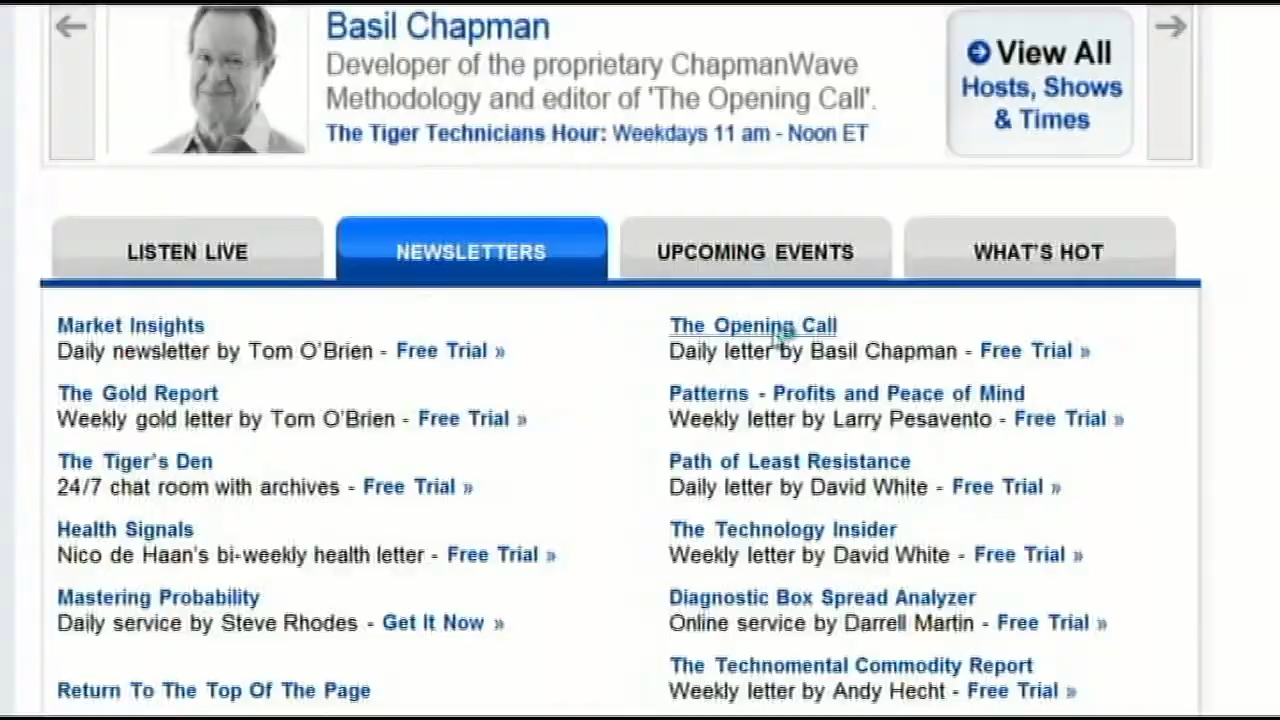 Basil Chapman
Developer of the proprietary ChapmanWave
Methodology and editor of 'The Opening Call'.
The Tiger Technicians Hour: Weekdays 11 am - Noon ET
View All
Hosts, Shows
& Times
LISTEN LIVE
NEWSLETTERS
UPCOMING EVENTS
WHAT'S HOT
Market Insights
Daily newsletter by Tom O'Brien - Free Trial »
The Gold Report
Weekly gold letter by Tom O'Brien - Free Trial »
The Tiger's Den
24/7 chat room with archives - Free Trial »
Health Signals
Nico de Haan's bi-weekly health letter - Free Trial »
Mastering Probability
Daily service by Steve Rhodes - Get It Now »
Return To The Top Of The Page
The Opening Call
Daily letter by Basil Chapman - Free Trial »
Patterns - Profits and Peace of Mind
Weekly letter by Larry Pesavento - Free Trial »
Path of Least Resistance
Daily letter by David White - Free Trial »
The Technology Insider
Weekly letter by David White - Free Trial »
Diagnostic Box Spread Analyzer
Online service by Darrell Martin - Free Trial »
The Technomental Commodity Report
Weekly letter by Andy Hecht - Free Trial »